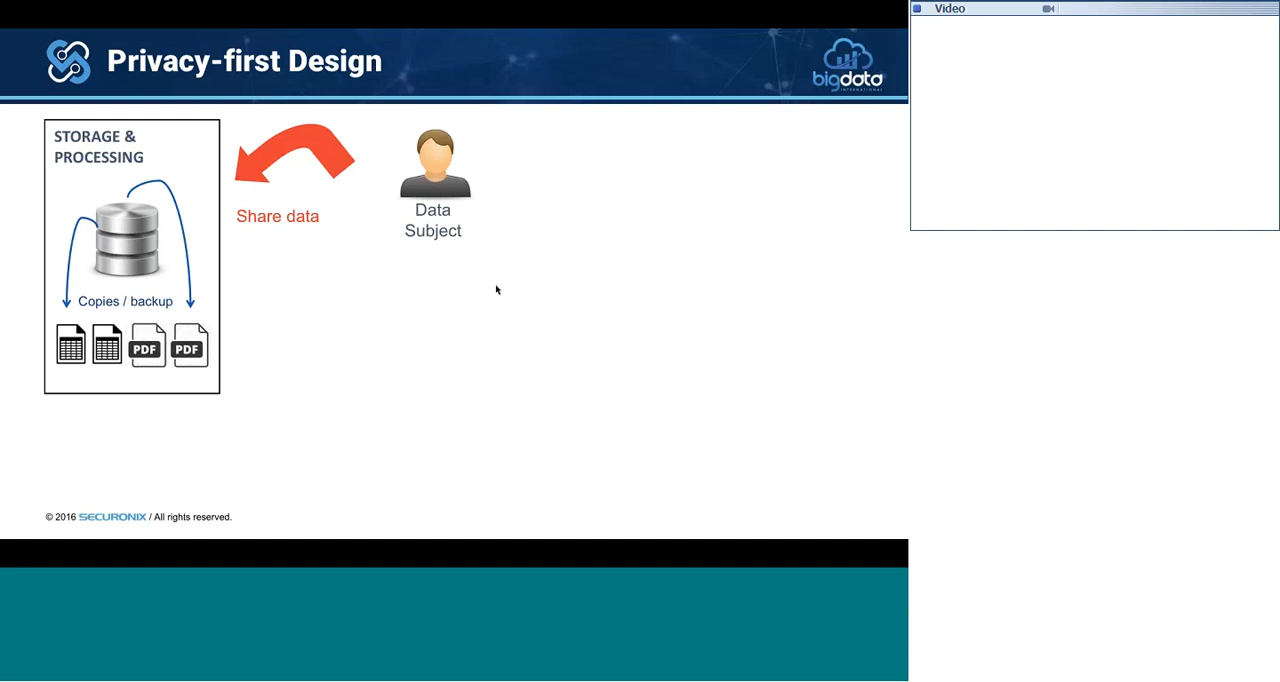 Video
Privacy-first Design
bigdata
INTERNATIONAL
STORAGE &
PROCESSING
Share data
Data
Subject
Copies / backup
PDF
PDF
© 2016 SECURONIX / All rights reserved.